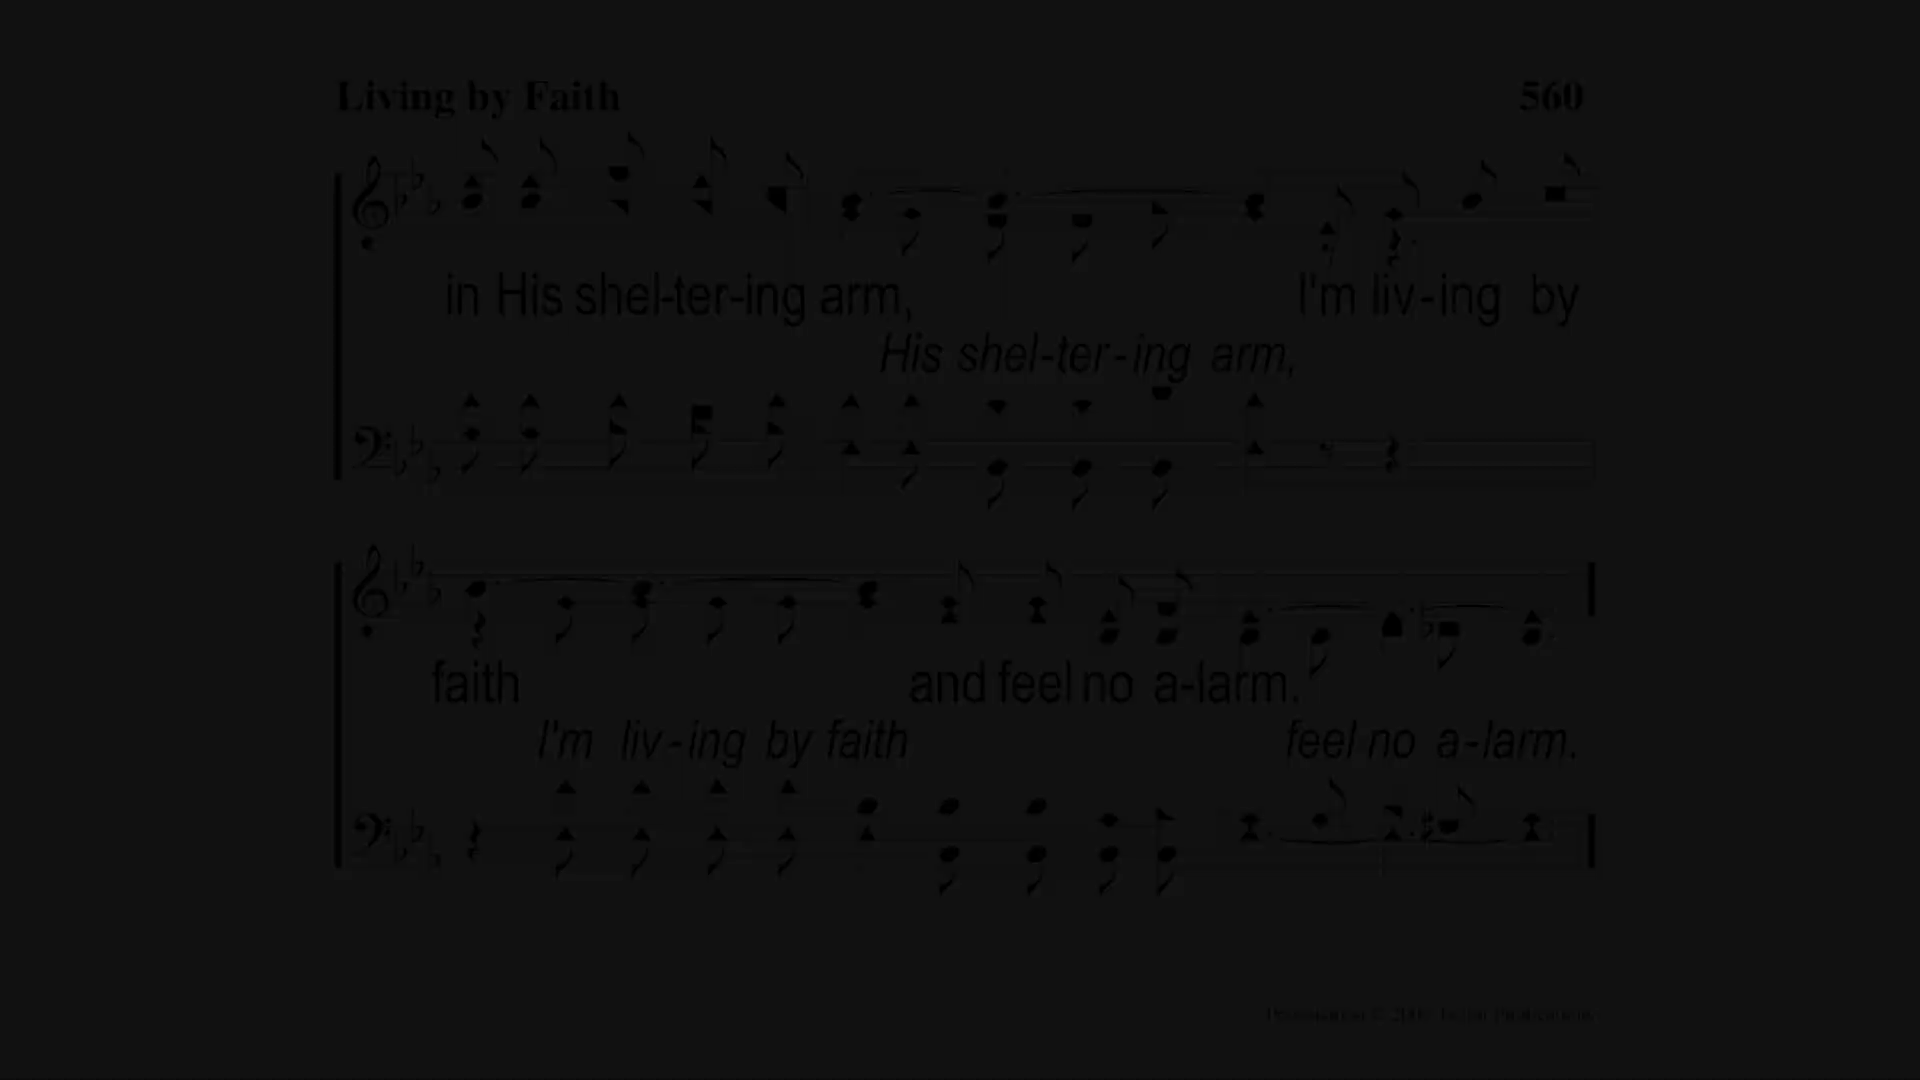 Living by Faith 560
in His shel-ter-ing arm, I'm liv-ing by
His shel-ter-ing arm,
faith and feel no a-larm.
I'm liv-ing by faith feel no a-larm.